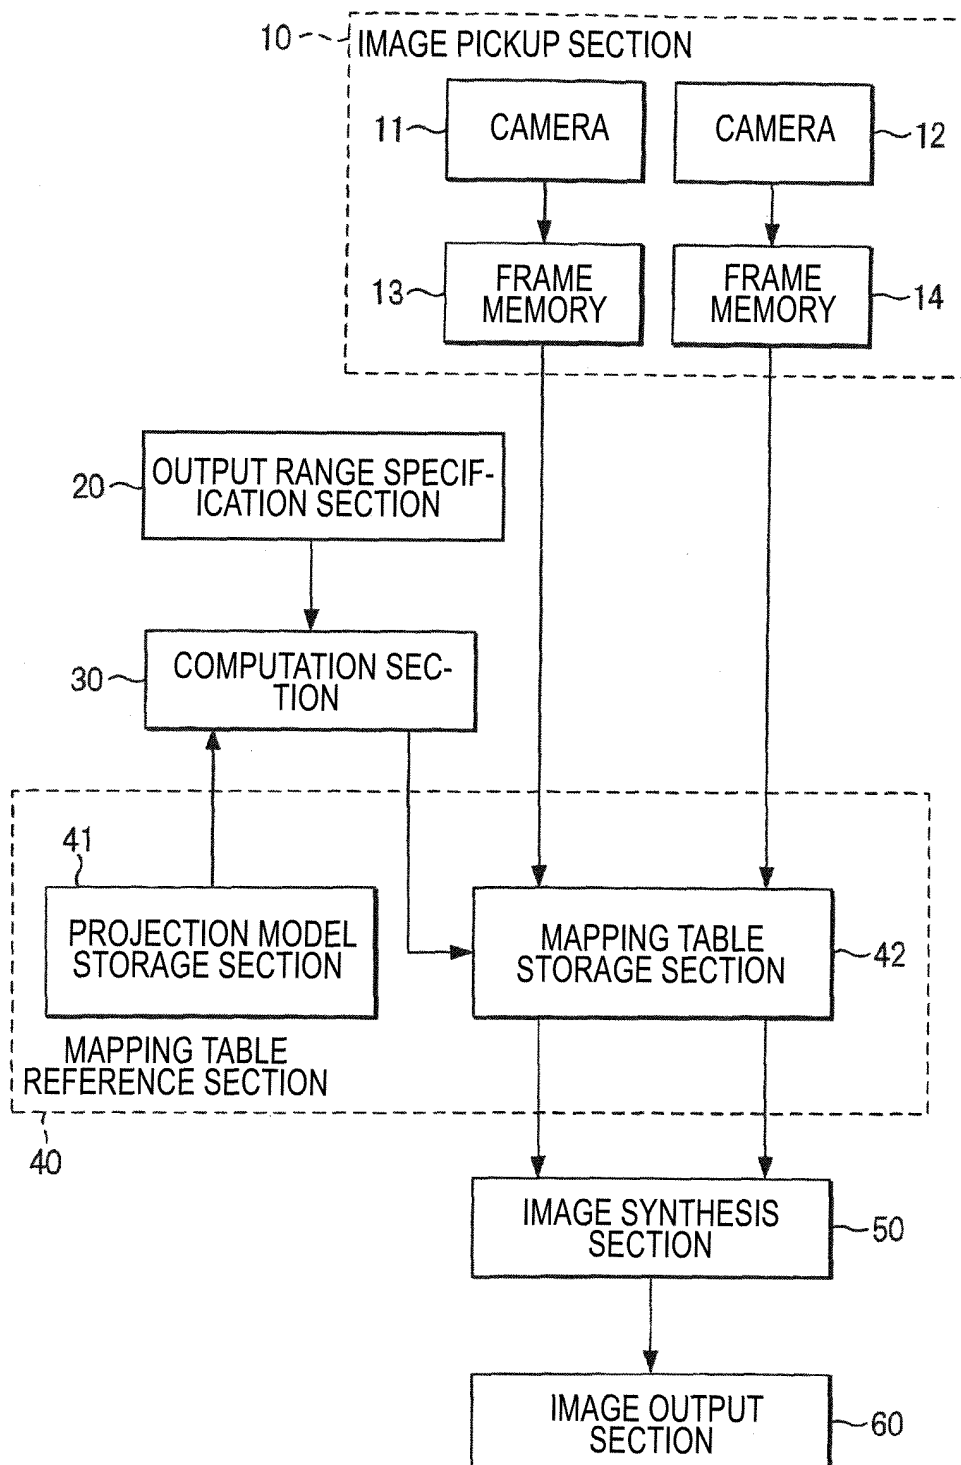 10
IMAGE PICKUP SECTION
11
CAMERA
CAMERA
12
13
FRAME
MEMORY
FRAME
MEMORY
14
20
OUTPUT RANGE SPECIF-
ICATION SECTION
30
COMPUTATION SEC-
TION
41
PROJECTION MODEL
STORAGE SECTION
MAPPING TABLE
STORAGE SECTION
42
MAPPING TABLE
REFERENCE SECTION
40
IMAGE SYNTHESIS
SECTION
50
IMAGE OUTPUT
SECTION
60